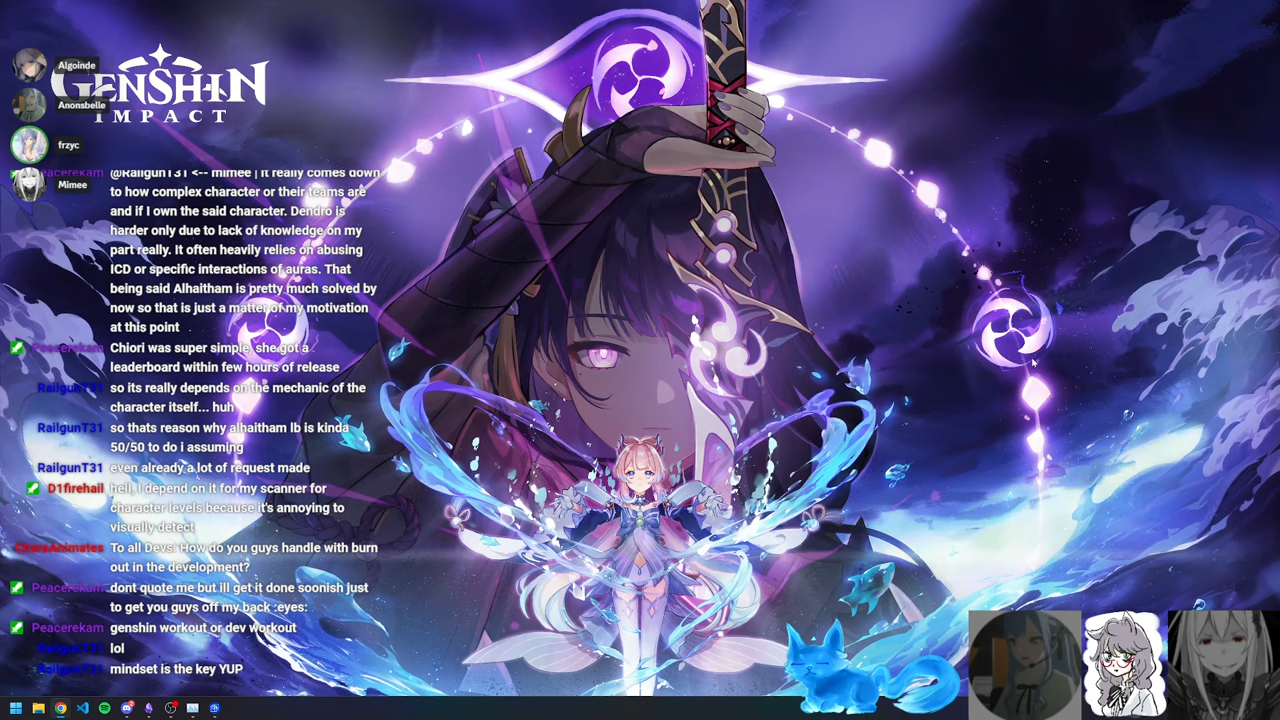 Algoinde
GENSHIN
Anonsbelle
IMPACT
frzyc
Mimee
Peacerekam @RailgunT31 <-- mimee | it really comes down
to how complex character or their teams are
and if I own the said character. Dendro is
harder only due to lack of knowledge on my
part really. It often heavily relies on abusing
ICD or specific interactions of auras. That
being said Alhaitham is pretty much solved by
now so that is just a matter of my motivation
at this point
Peacerekam Chiori was super simple, she got a
leaderboard within few hours of release
RailgunT31 so its really depends on the mechanic of the
character itself... huh
RailgunT31 so thats reason why alhaitham lb is kinda
50/50 to do i assuming
RailgunT31 even already a lot of request made
D1firehail hell, I depend on it for my scanner for
character levels because it's annoying to
visually detect
CharaAnimates To all Devs: How do you guys handle with burn
out in the development?
Peacerekam dont quote me but ill get it done soonish just
to get you guys off my back :eyes:
Peacerekam genshin workout or dev workout
RailgunT31 lol
RailgunT31 mindset is the key YUP